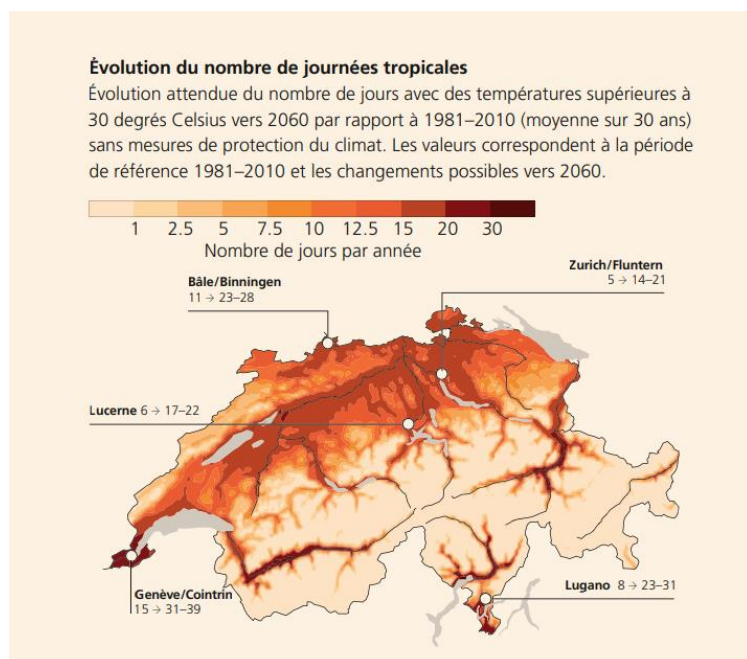 Évolution du nombre de journées tropicales
Évolution attendue du nombre de jours avec des températures supérieures à
30 degrés Celsius vers 2060 par rapport à 1981–2010 (moyenne sur 30 ans)
sans mesures de protection du climat. Les valeurs correspondent à la période
de référence 1981–2010 et les changements possibles vers 2060.
1 2.5 5 7.5 10 12.5 15 20 30
Nombre de jours par année
Zurich/Fluntern
5 → 14–21
Bâle/Binningen
11 → 23–28
Lucerne 6 → 17–22
Lugano 8 → 23–31
Genève/Cointrin
15 → 31–39